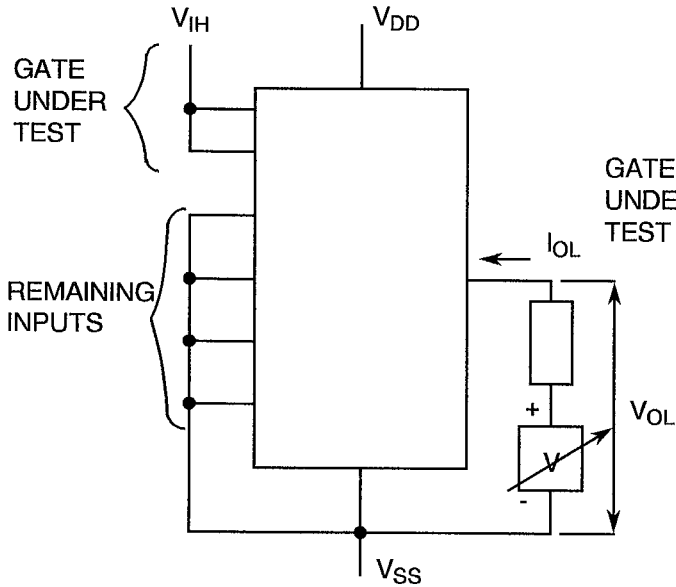 V_IH
V_DD
GATE
UNDER
TEST
GATE
UNDE
TEST
I_OL
REMAINING
INPUTS
+
V
-
V_OL
V_SS